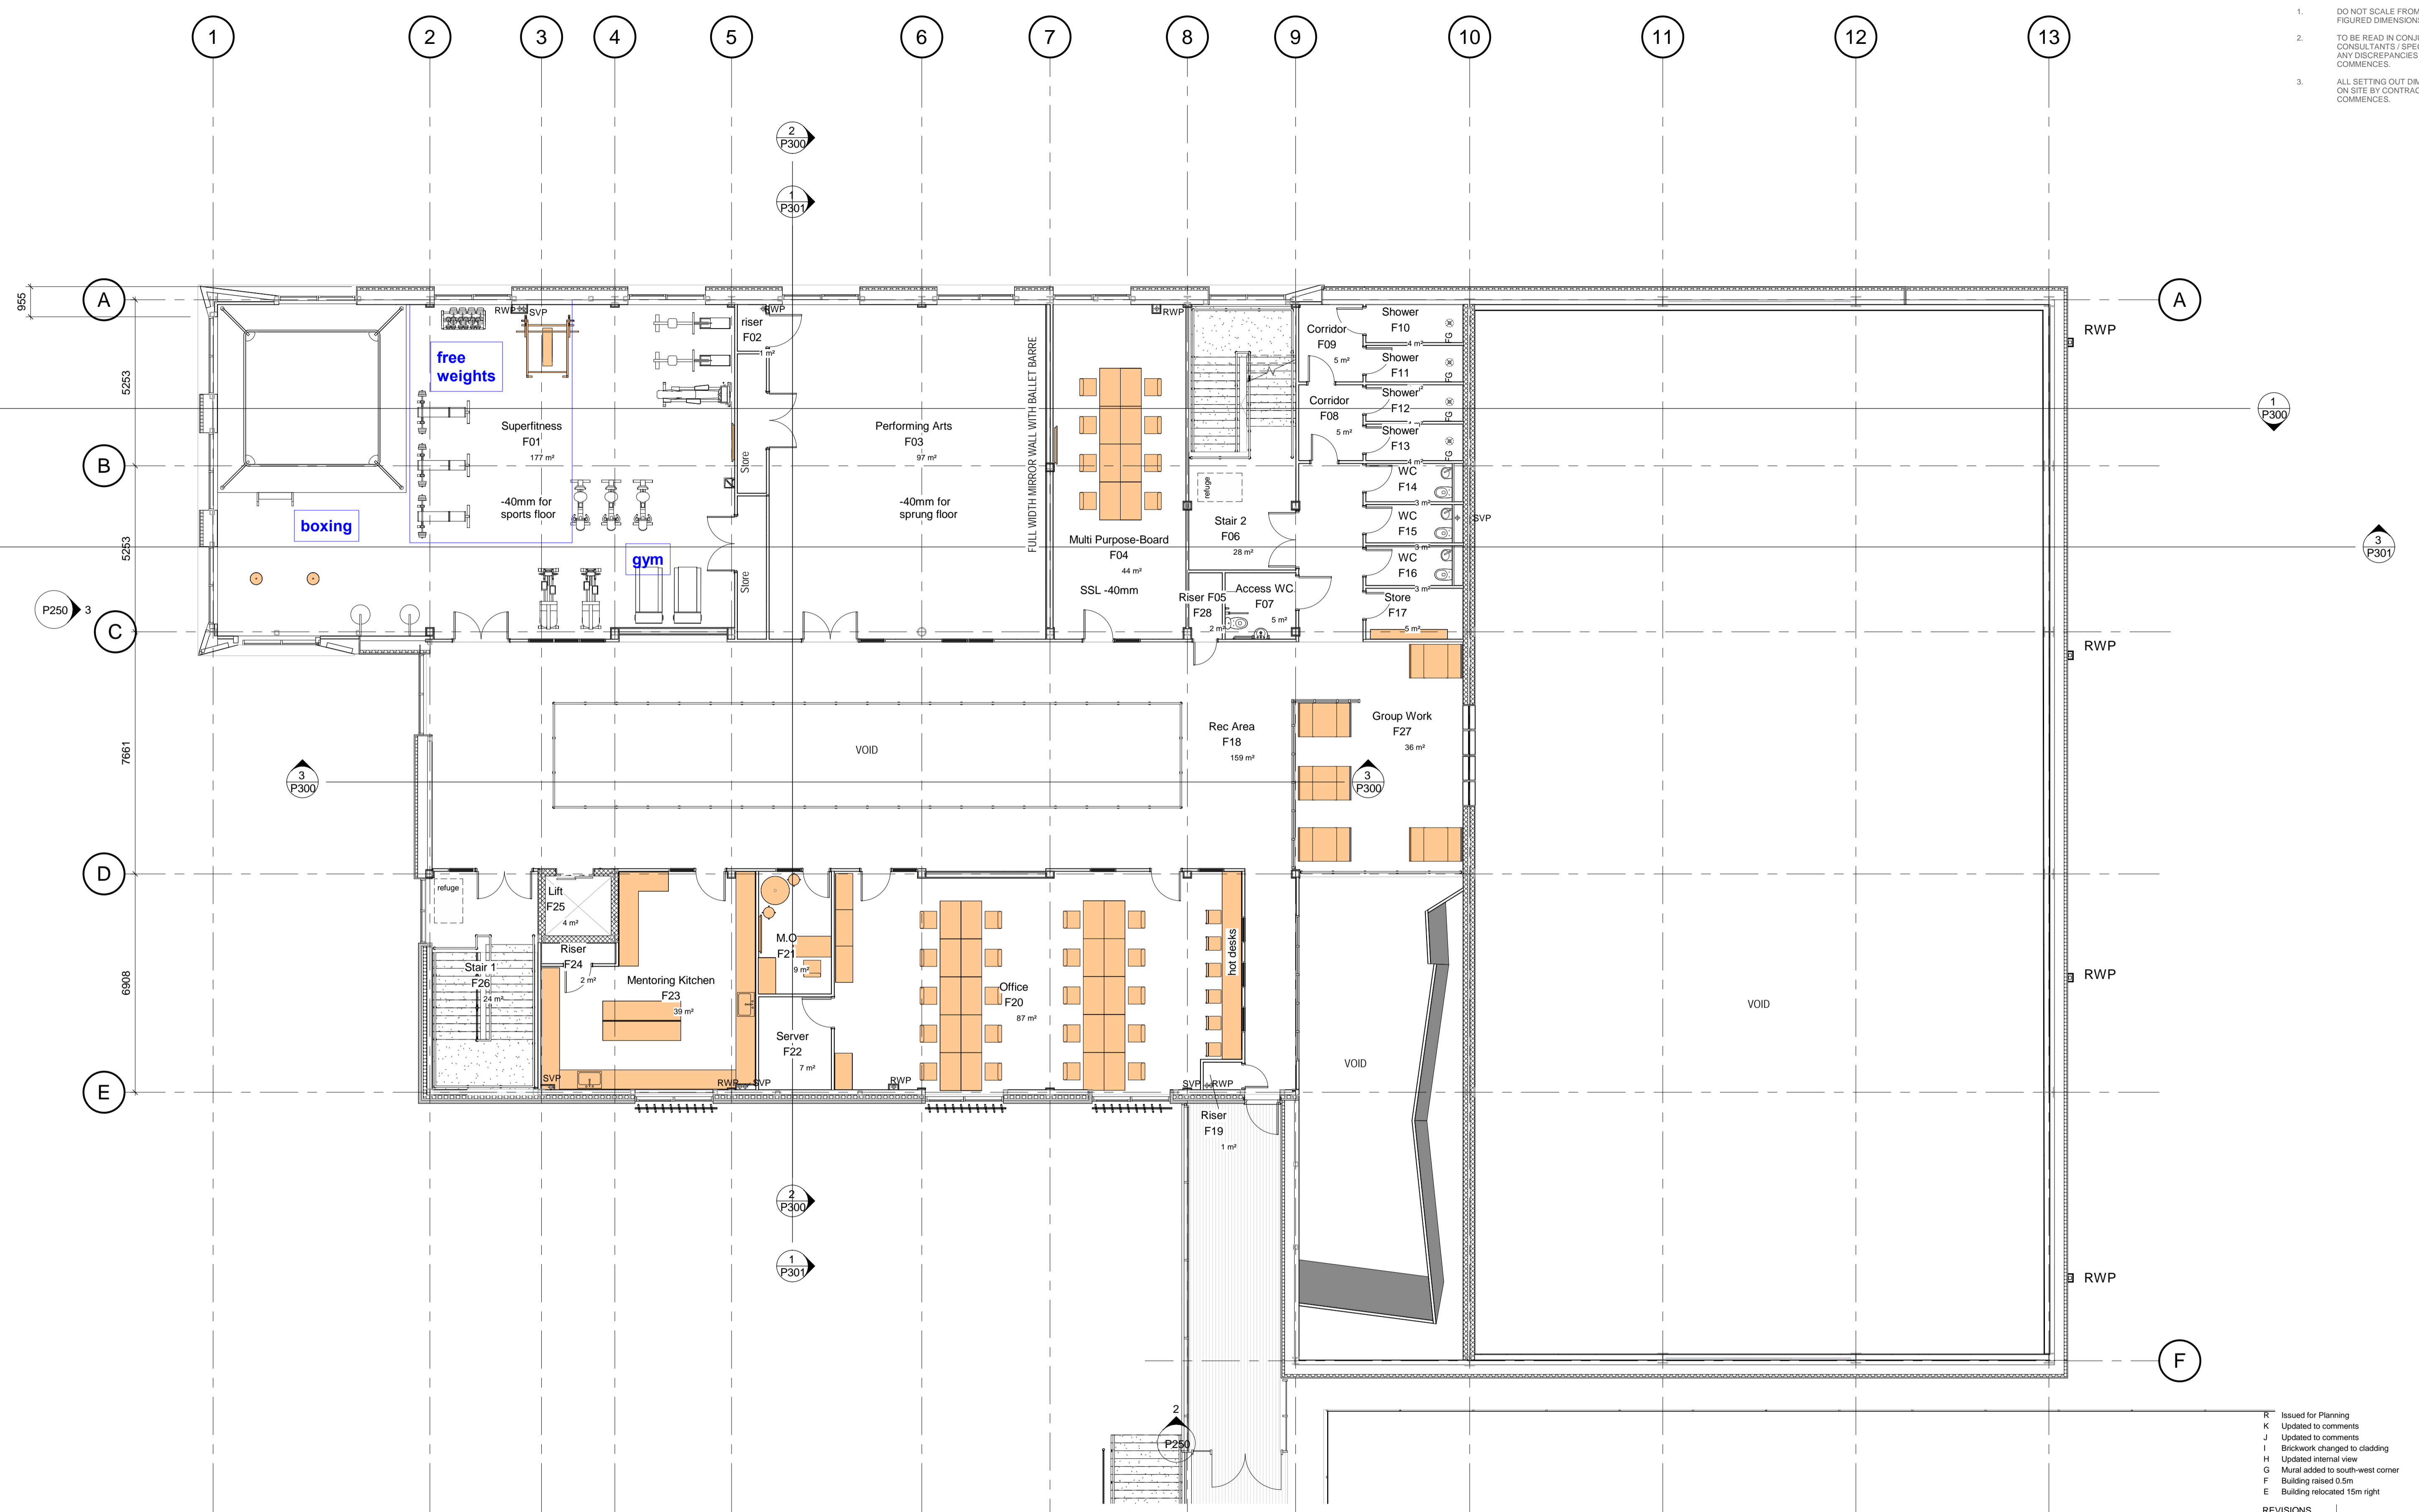 1. DO NOT SCALE FROM
FIGURED DIMENSIONS
2. TO BE READ IN
CONSULTANTS /
ANY DISCREPANCIES
COMMENCES.
3. ALL SETTING OUT
ON SITE BY
COMMENCES.
1 2 3 4 5 6 7 8 9 10 11 12 13
2
P300
1
P301
955
A
A
RWP
SVP
RWP
RWP
riser
F02
1 m²
free
weights
Shower
F10
4 m²
FG
Corridor
F09
5 m²
Shower
F11
FG
Shower
F12
FG
Corridor
F08
5 m²
Shower
F13
4 m²
FG
RWP
5253
1
P300
Superfitness
F01
177 m²
Performing Arts
F03
97 m²
FULL WIDTH MIRROR WALL WITH BALLET BARRE
Store
B
WC
F14
3 m²
refuge
-40mm for
sports floor
-40mm for
sprung floor
boxing
Stair 2
F06
28 m²
WC
F15
3 m²
SVP
5253
gym
Multi Purpose-Board
F04
44 m²
WC
F16
3 m²
3
P301
SSL -40mm
Store
Riser F05
F28
2 m²
Access WC
F07
5 m²
Store
F17
5 m²
P250
3
C
RWP
7661
VOID
Rec Area
F18
159 m²
Group Work
F27
36 m²
3
P300
3
P300
D
refuge
Lift
F25
4 m²
M.O
F21
9 m²
hot desks
Riser
F24
2 m²
Stair 1
F26
24 m²
Mentoring Kitchen
F23
39 m²
Office
F20
87 m²
RWP
6908
VOID
VOID
Server
F22
7 m²
SVP
RWP
SVP
RWP
SVP
RWP
E
Riser
F19
1 m²
2
P300
1
P301
RWP
F
2
P250
R Issued for Planning
K Updated to comments
J Updated to comments
I Brickwork changed to cladding
H Updated internal view
G Mural added to south-west corner
F Building raised 0.5m
E Building relocated 15m right
REVISIONS